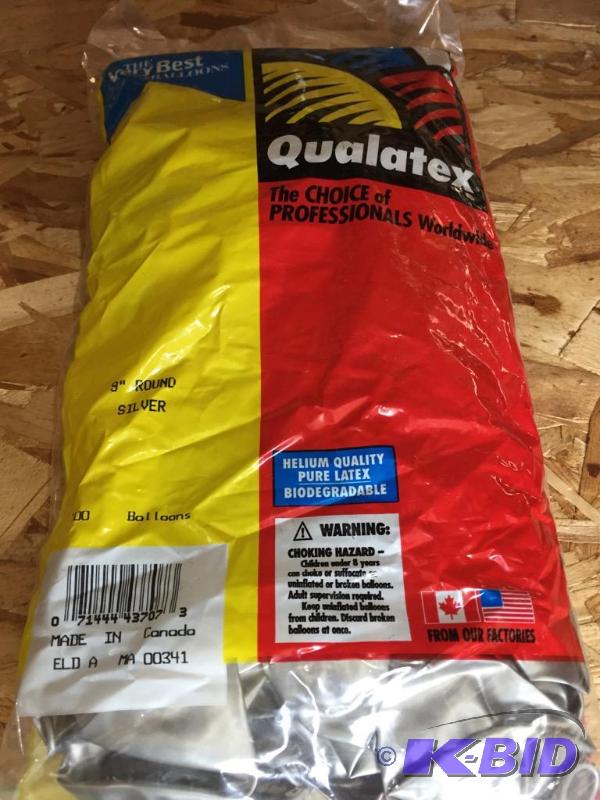 THE
Very Best
BALLOONS
Qualatex
The CHOICE of
PROFESSIONALS Worldwide
9" ROUND
SILVER
Balloons
HELIUM QUALITY
PURE LATEX
BIODEGRADABLE
WARNING:
CHOKING HAZARD –
Children under 8 years
can choke or suffocate on
uninflated or broken balloons.
Adult supervision required.
Keep uninflated balloons
from children. Discard broken
balloons at once.
0 71444 43707 3
MADE IN Canada
ELD A MA 00341
FROM OUR FACTORIES
© K-BID